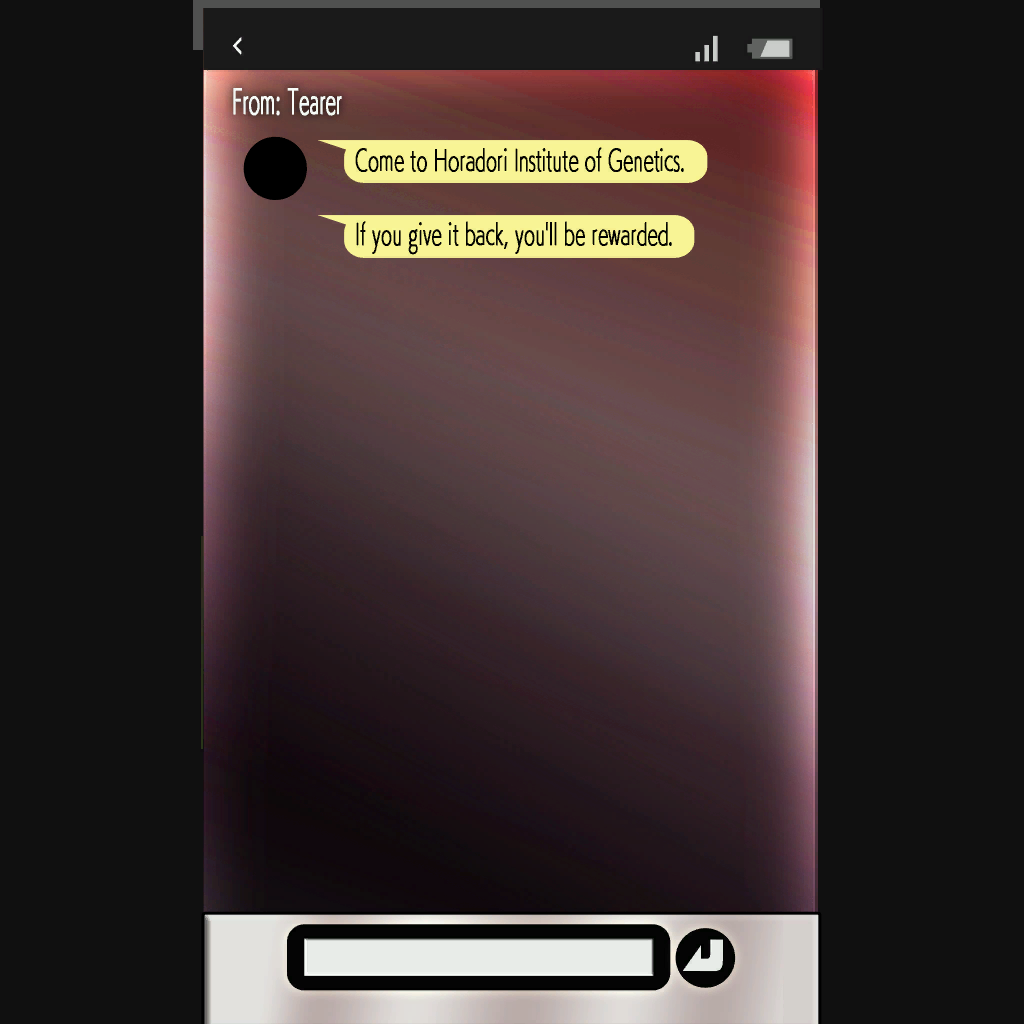 From: Tearer
Come to Horadori Institute of Genetics.
If you give it back, you'll be rewarded.